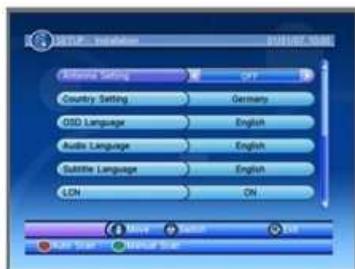 SETUP - Installation 01/01/07 10:00
Antenna Setting OFF
Country Setting Germany
OSD Language English
Audio Language English
Subtitle Language English
LCN ON
Move Switch Exit
Auto Scan Manual Scan